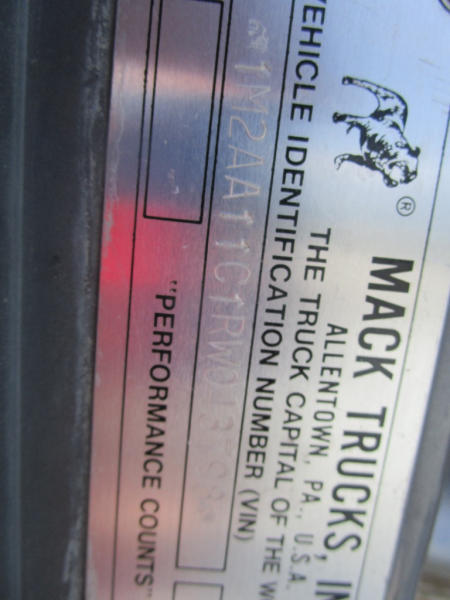 ®
MACK TRUCKS, IN
ALLENTOWN, PA., U.S.A.
THE TRUCK CAPITAL OF THE W
VEHICLE IDENTIFICATION NUMBER (VIN)
"PERFORMANCE COUNTS"